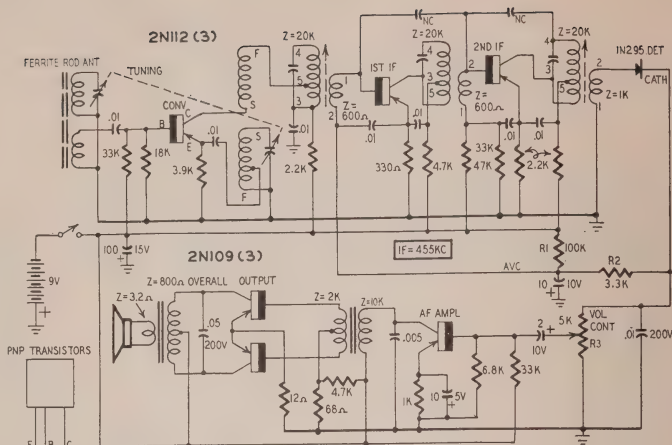 2N112 (3)
NC
NC
FERRITE ROD ANT
TUNING
F
S
Z=20K
4
5
3
1
2
Z=
600Ω
1ST IF
Z=20K
4
3
5
2
1
Z=
600Ω
2ND IF
Z=20K
4
3
5
2
1
1N295.DET
CATH
Z=1K
.01
B
CONV
C
E
.01
S
F
.01
.01
.01
.01
.01
33K
18K
3.9K
2.2K
330Ω
4.7K
47K
33K
2.2K
100
15V
9V
2N109 (3)
IF=455KC
AVC
R1
100K
10
10V
R2
3.3K
Z=3.2Ω
Z=800Ω OVERALL
OUTPUT
.05
200V
Z=2K
Z=10K
.005
AF AMPL
2
10V
5K
VOL
CONT
R3
.01
200V
12Ω
4.7K
68Ω
1K
10
5V
6.8K
33K
PNP TRANSISTORS
E
B
C